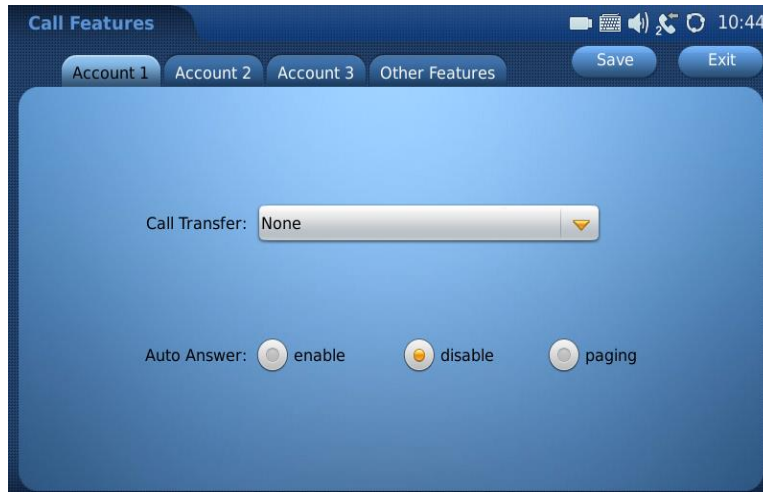 Call Features
2
10:44
Account 1 Account 2 Account 3 Other Features
Save Exit
Call Transfer: None
Auto Answer: enable disable paging